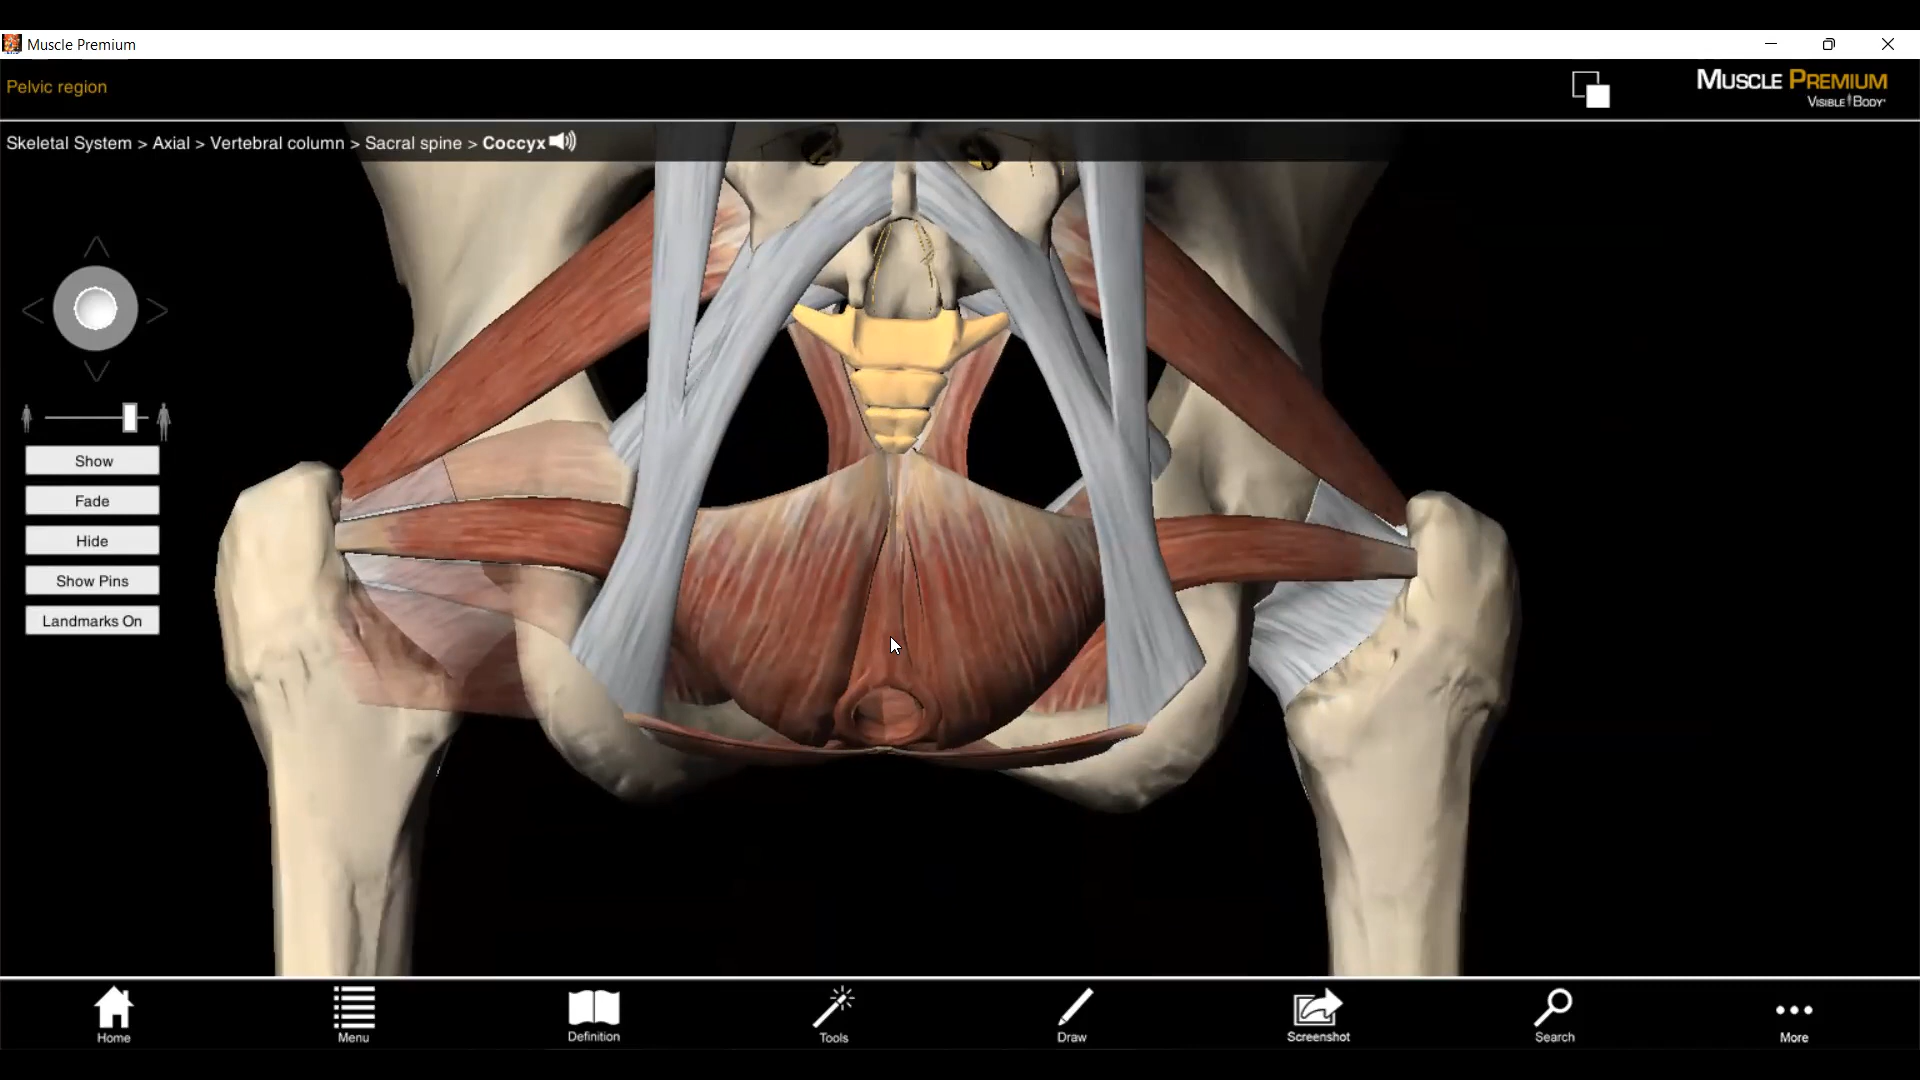 Muscle Premium
Pelvic region
MUSCLE PREMIUM
VISIBLE BODY
Skeletal System > Axial > Vertebral column > Sacral spine > Coccyx
Show
Fade
Hide
Show Pins
Landmarks On
Home
Menu
Definition
Tools
Draw
Screenshot
Search
More